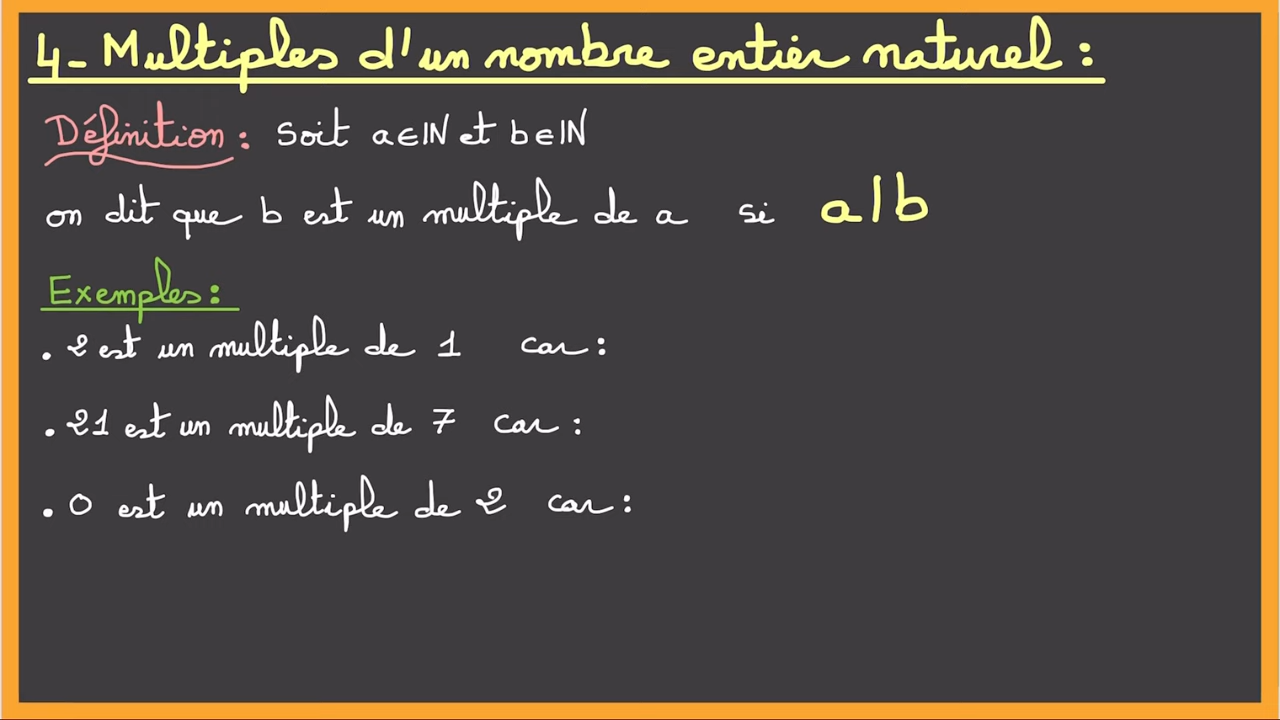 4- Multiples d'un nombre entier naturel :
Définition : Soit a∈ℕ et b∈ℕ
on dit que b est un multiple de a si a|b
Exemples :
. 2 est un multiple de 1 car :
. 21 est un multiple de 7 car :
. 0 est un multiple de 2 car :